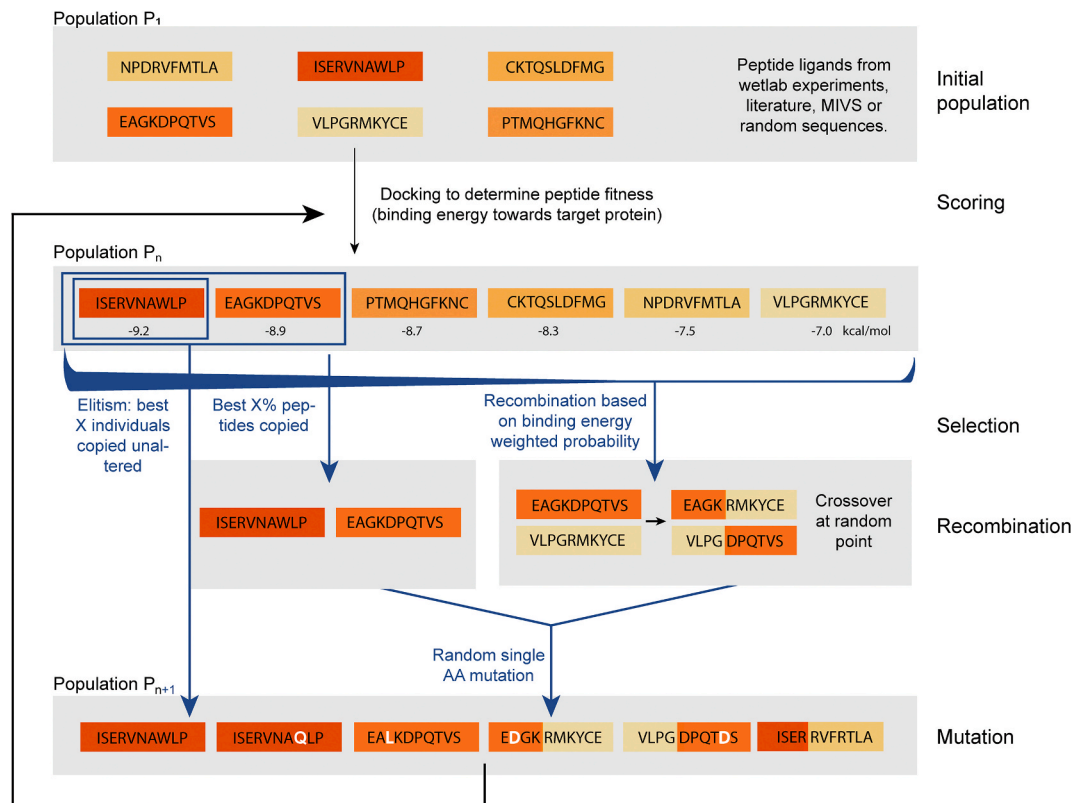 Population P₁
NPDRVFMTLA
ISERVNAWLP
CKTQSLDFMG
EAGKDPQTVS
VLPGRMKYCE
PTMQHGFKNC
Peptide ligands from
wetlab experiments,
literature, MIVS or
random sequences.
Initial
population
Docking to determine peptide fitness
(binding energy towards target protein)
Scoring
Population Pₙ
ISERVNAWLP
EAGKDPQTVS
PTMQHGFKNC
CKTQSLDFMG
NPDRVFMTLA
VLPGRMKYCE
-9.2
-8.9
-8.7
-8.3
-7.5
-7.0 kcal/mol
Elitism: best
X individuals
copied unal-
tered
Best X% pep-
tides copied
Recombination based
on binding energy
weighted probability
Selection
ISERVNAWLP
EAGKDPQTVS
EAGKDPQTVS
VLPGRMKYCE
EAGK RMKYCE
VLPG DPQTVS
Crossover
at random
point
Recombination
Random single
AA mutation
Population Pₙ₊₁
ISERVNAWLP
ISERVNAQLP
EALKDPQTVS
EDGK RMKYCE
VLPG DPQTDS
ISER RVFRTLA
Mutation